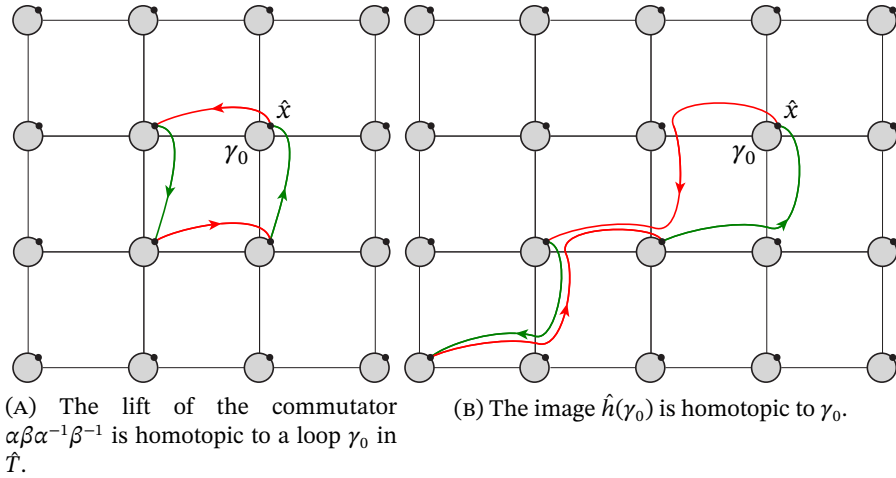 x̂
γ₀
x̂
γ₀
(A) The lift of the commutator
αβα⁻¹β⁻¹ is homotopic to a loop γ₀ in
T̂.
(B) The image ĥ(γ₀) is homotopic to γ₀.